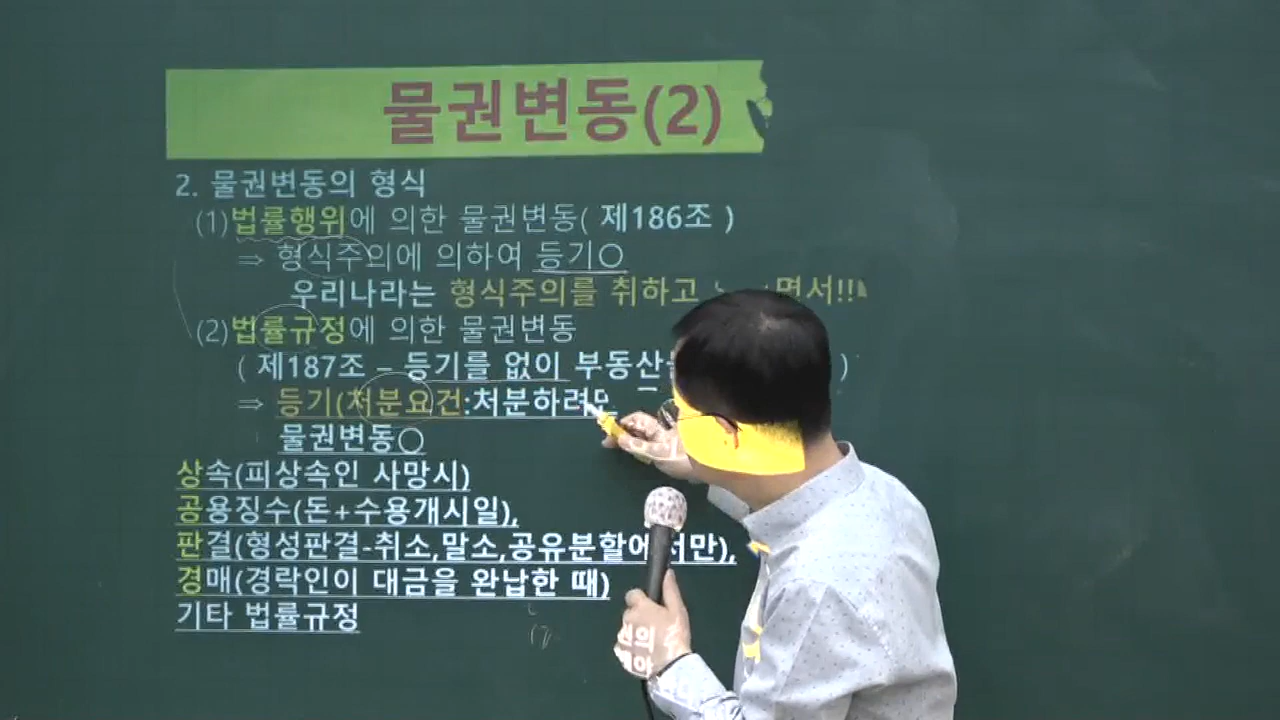 물권변동(2)
2. 물권변동의 형식
(1)법률행위에 의한 물권변동( 제186조 )
⇒ 형식주의에 의하여 등기○
우리나라는 형식주의를 취하고 면서!!
(2)법률규정에 의한 물권변동
( 제187조 – 등기를 없이 부동산 )
⇒ 등기(처분요건:처분하려면
물권변동○
상속(피상속인 사망시)
공용징수(돈+수용개시일),
판결(형성판결-취소,말소,공유분할에서만),
경매(경락인이 대금을 완납한 때)
기타 법률규정